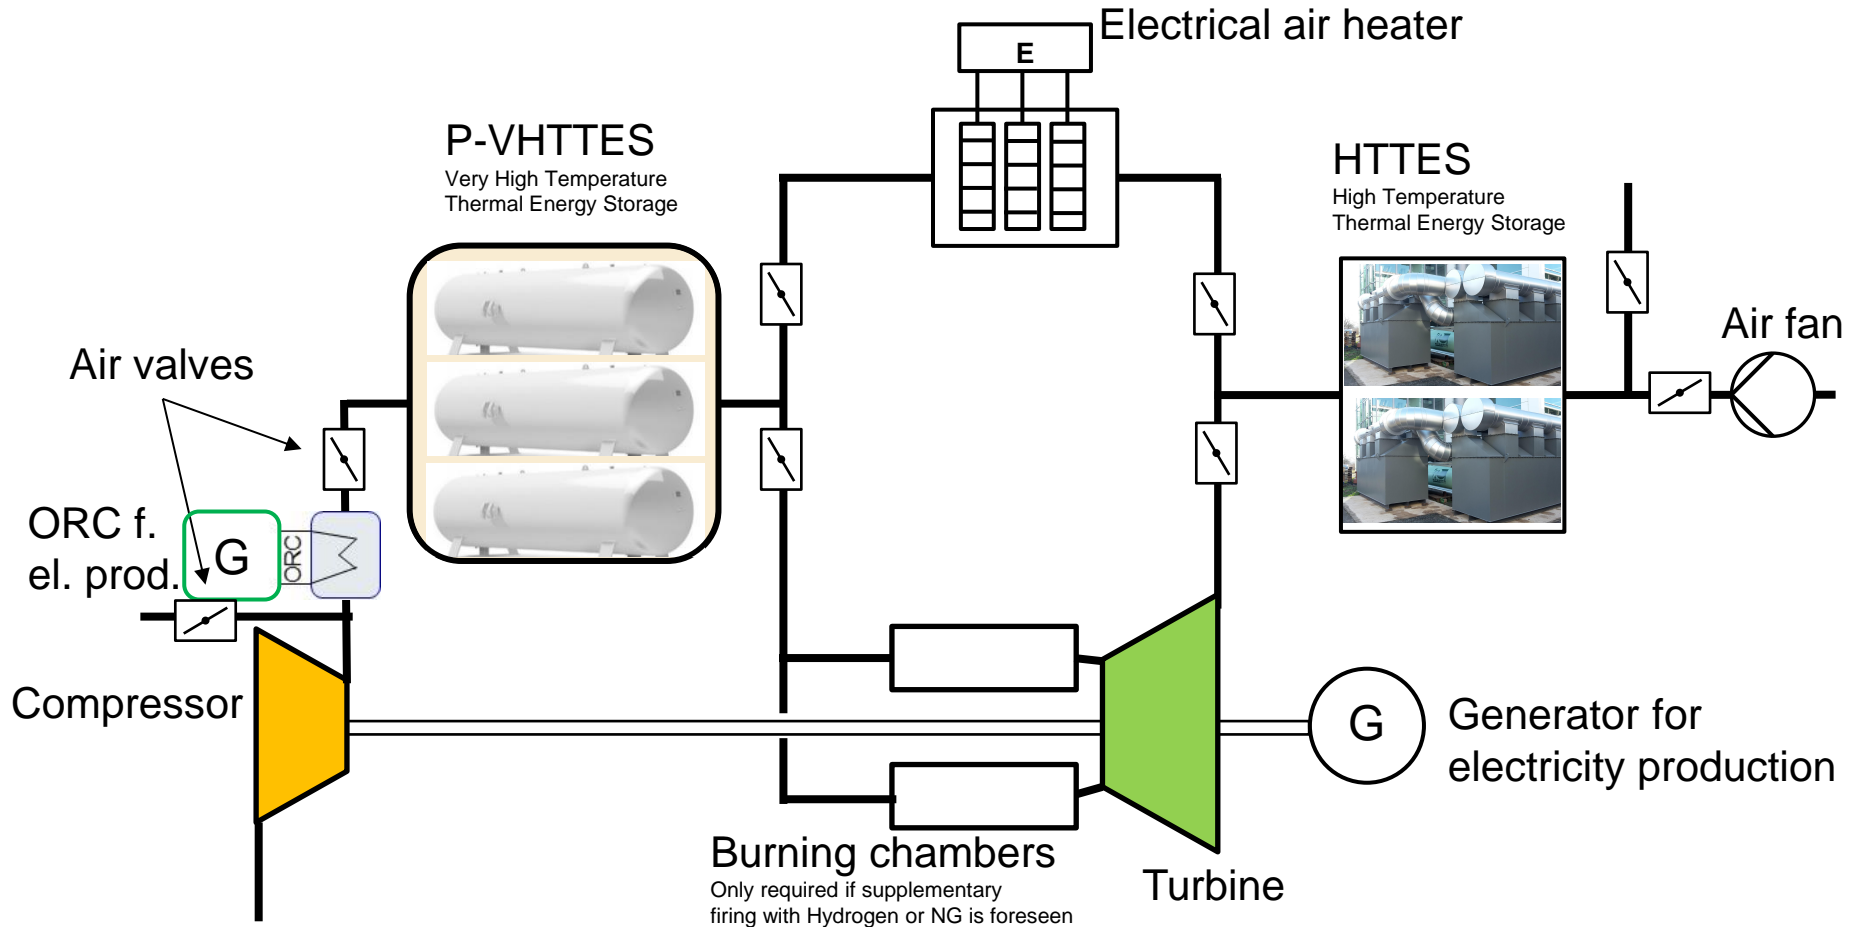 Electrical air heater
E
P-VHTTES
Very High Temperature
Thermal Energy Storage
HTTES
High Temperature
Thermal Energy Storage
Air fan
Air valves
ORC f.
el. prod.
G
ORC
Compressor
G
Generator for
electricity production
Burning chambers
Only required if supplementary
firing with Hydrogen or NG is foreseen
Turbine